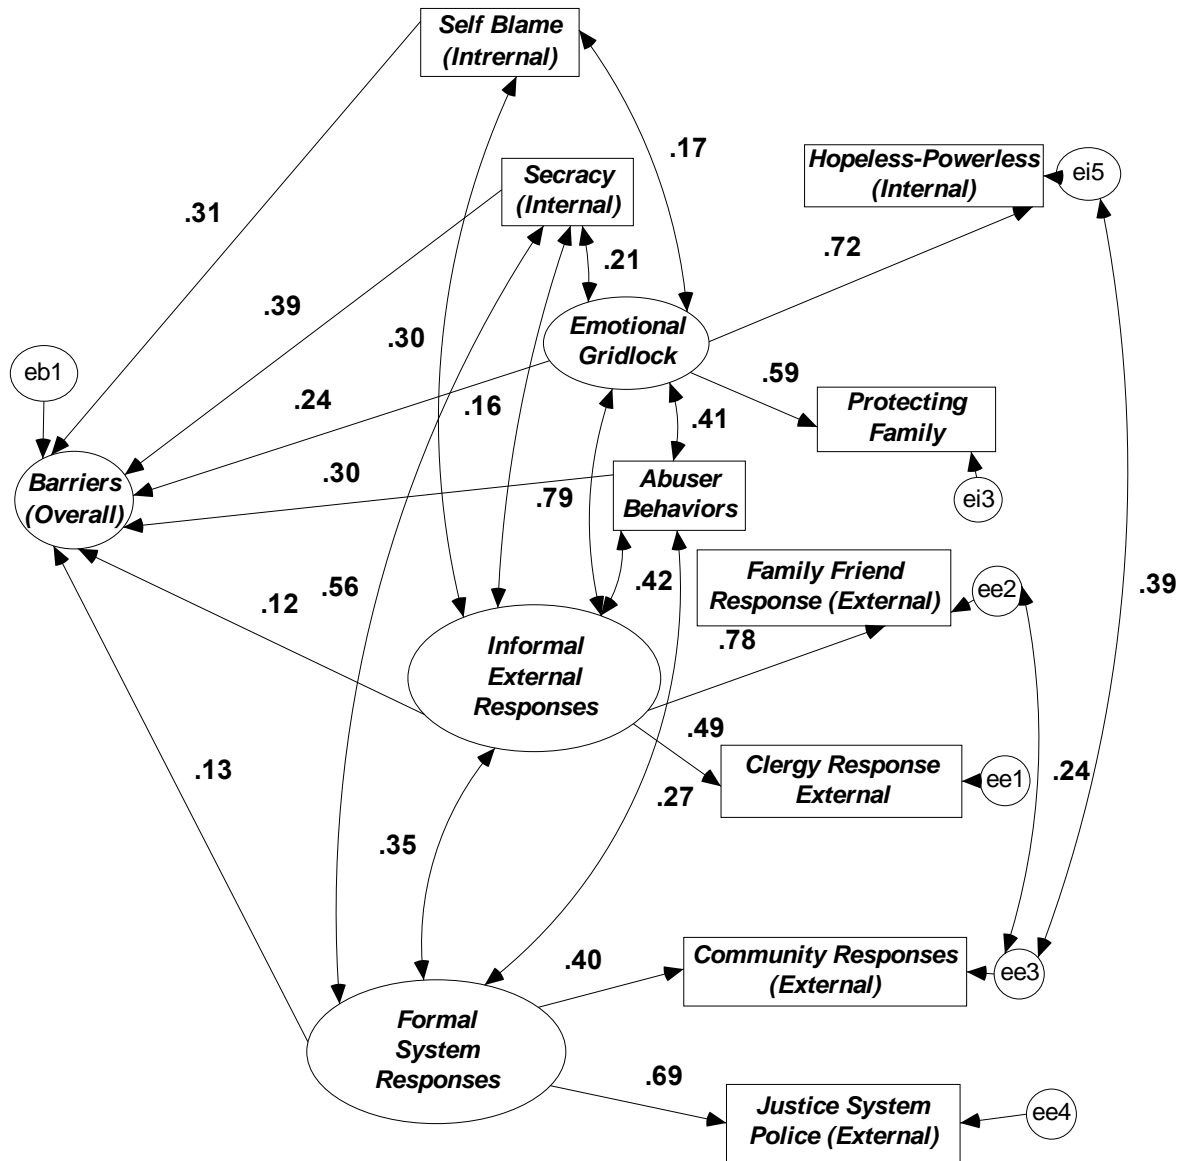 Self Blame
(Intrernal)
.17
Hopeless-Powerless
(Internal)
ei5
Secracy
(Internal)
.31
.72
.21
.39
.30
Emotional
Gridlock
eb1
.59
.24
.16
.41
Protecting
Family
Barriers
(Overall)
.30
.79
Abuser
Behaviors
ei3
.56
.42
Family Friend
Response (External)
ee2
.39
.12
Informal
External
Responses
.78
.49
Clergy Response
External
ee1
.24
.13
.27
.35
.40
Community Responses
(External)
ee3
Formal
System
Responses
.69
Justice System
Police (External)
ee4